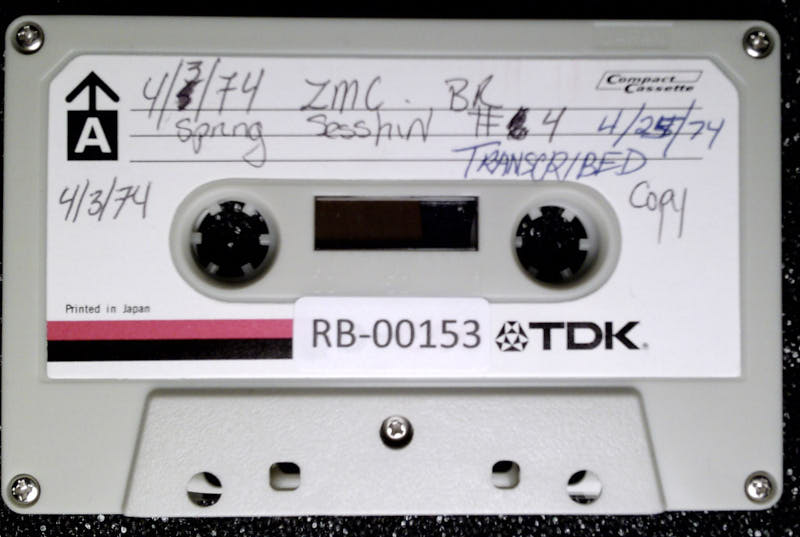 4/3/74 ZMC. BR
Compact
Cassette
A
Spring Sesshin #4 4/25/74
TRANSCRIBED
4/3/74
Copy
Printed in Japan
RB-00153
TDK